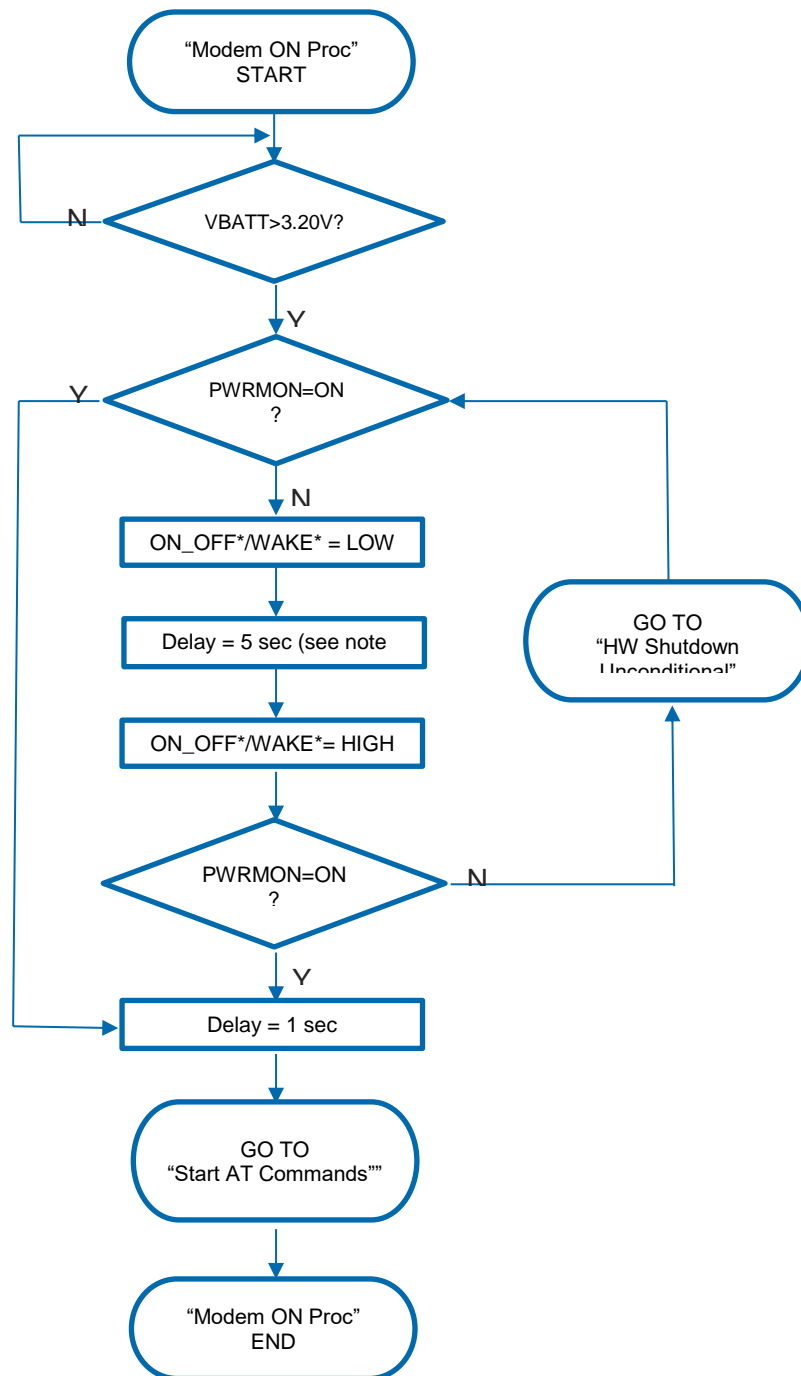 “Modem ON Proc”
START
N
VBATT>3.20V?
Y
Y
PWRMON=ON
?
N
ON_OFF*/WAKE* = LOW
Delay = 5 sec (see note
GO TO
“HW Shutdown
Unconditional”
ON_OFF*/WAKE*= HIGH
PWRMON=ON
?
N
Y
Delay = 1 sec
GO TO
“Start AT Commands””
“Modem ON Proc”
END